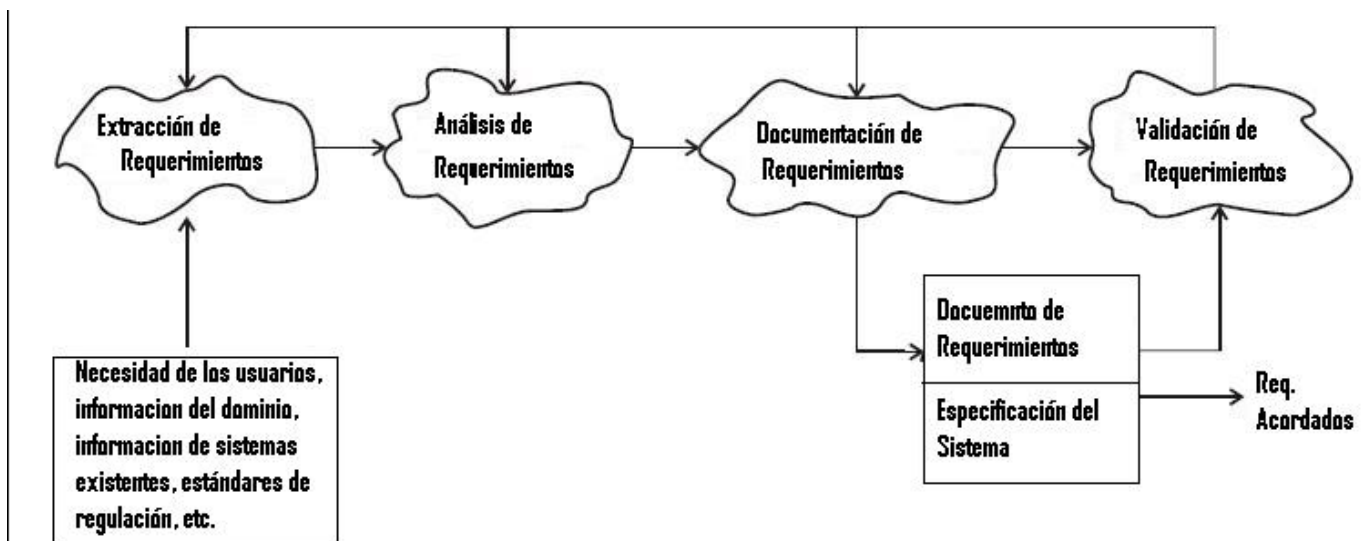 Extracción de
Requerimientos
Análisis de
Requerimientos
Documentación de
Requerimientos
Validación de
Requerimientos
Necesidad de los usuarios,
informacion del dominio,
informacion de sistemas
existentes, estándares de
regulación, etc.
Docuemnto de
Requerimientos
Especificación del
Sistema
Req.
Acordados